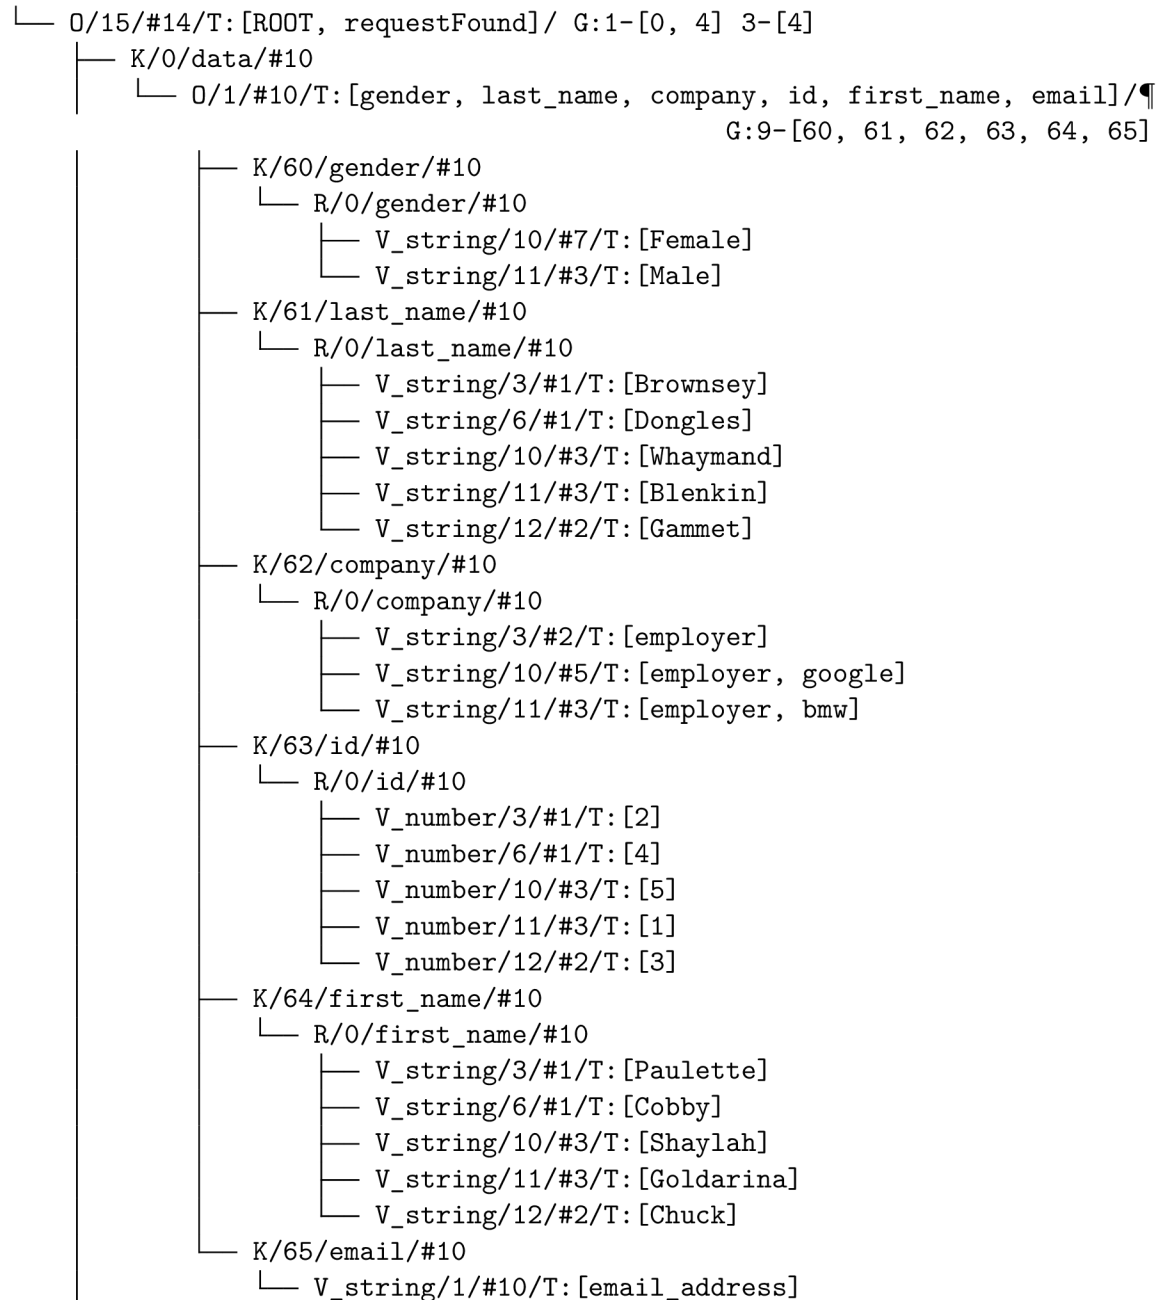 └── O/15/#14/T:[ROOT, requestFound]/ G:1-[0, 4] 3-[4]
├── K/0/data/#10
└── O/1/#10/T:[gender, last_name, company, id, first_name, email]/¶
G:9-[60, 61, 62, 63, 64, 65]
├── K/60/gender/#10
└── R/0/gender/#10
├── V_string/10/#7/T:[Female]
└── V_string/11/#3/T:[Male]
├── K/61/last_name/#10
└── R/0/last_name/#10
├── V_string/3/#1/T:[Brownsey]
├── V_string/6/#1/T:[Dongles]
├── V_string/10/#3/T:[Whaymand]
├── V_string/11/#3/T:[Blenkin]
└── V_string/12/#2/T:[Gammet]
├── K/62/company/#10
└── R/0/company/#10
├── V_string/3/#2/T:[employer]
├── V_string/10/#5/T:[employer, google]
└── V_string/11/#3/T:[employer, bmw]
├── K/63/id/#10
└── R/0/id/#10
├── V_number/3/#1/T:[2]
├── V_number/6/#1/T:[4]
├── V_number/10/#3/T:[5]
├── V_number/11/#3/T:[1]
└── V_number/12/#2/T:[3]
├── K/64/first_name/#10
└── R/0/first_name/#10
├── V_string/3/#1/T:[Paulette]
├── V_string/6/#1/T:[Cobby]
├── V_string/10/#3/T:[Shaylah]
├── V_string/11/#3/T:[Goldarina]
└── V_string/12/#2/T:[Chuck]
└── K/65/email/#10
└── V_string/1/#10/T:[email_address]